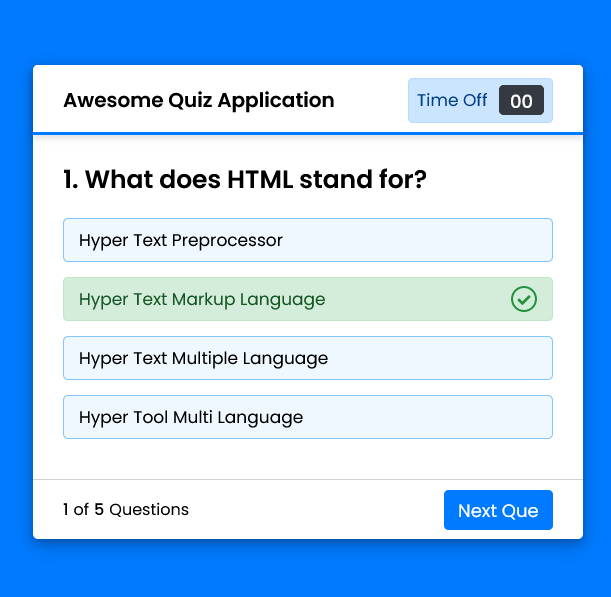 Awesome Quiz Application
Time Off 00
1. What does HTML stand for?
Hyper Text Preprocessor
Hyper Text Markup Language
Hyper Text Multiple Language
Hyper Tool Multi Language
1 of 5 Questions
Next Que